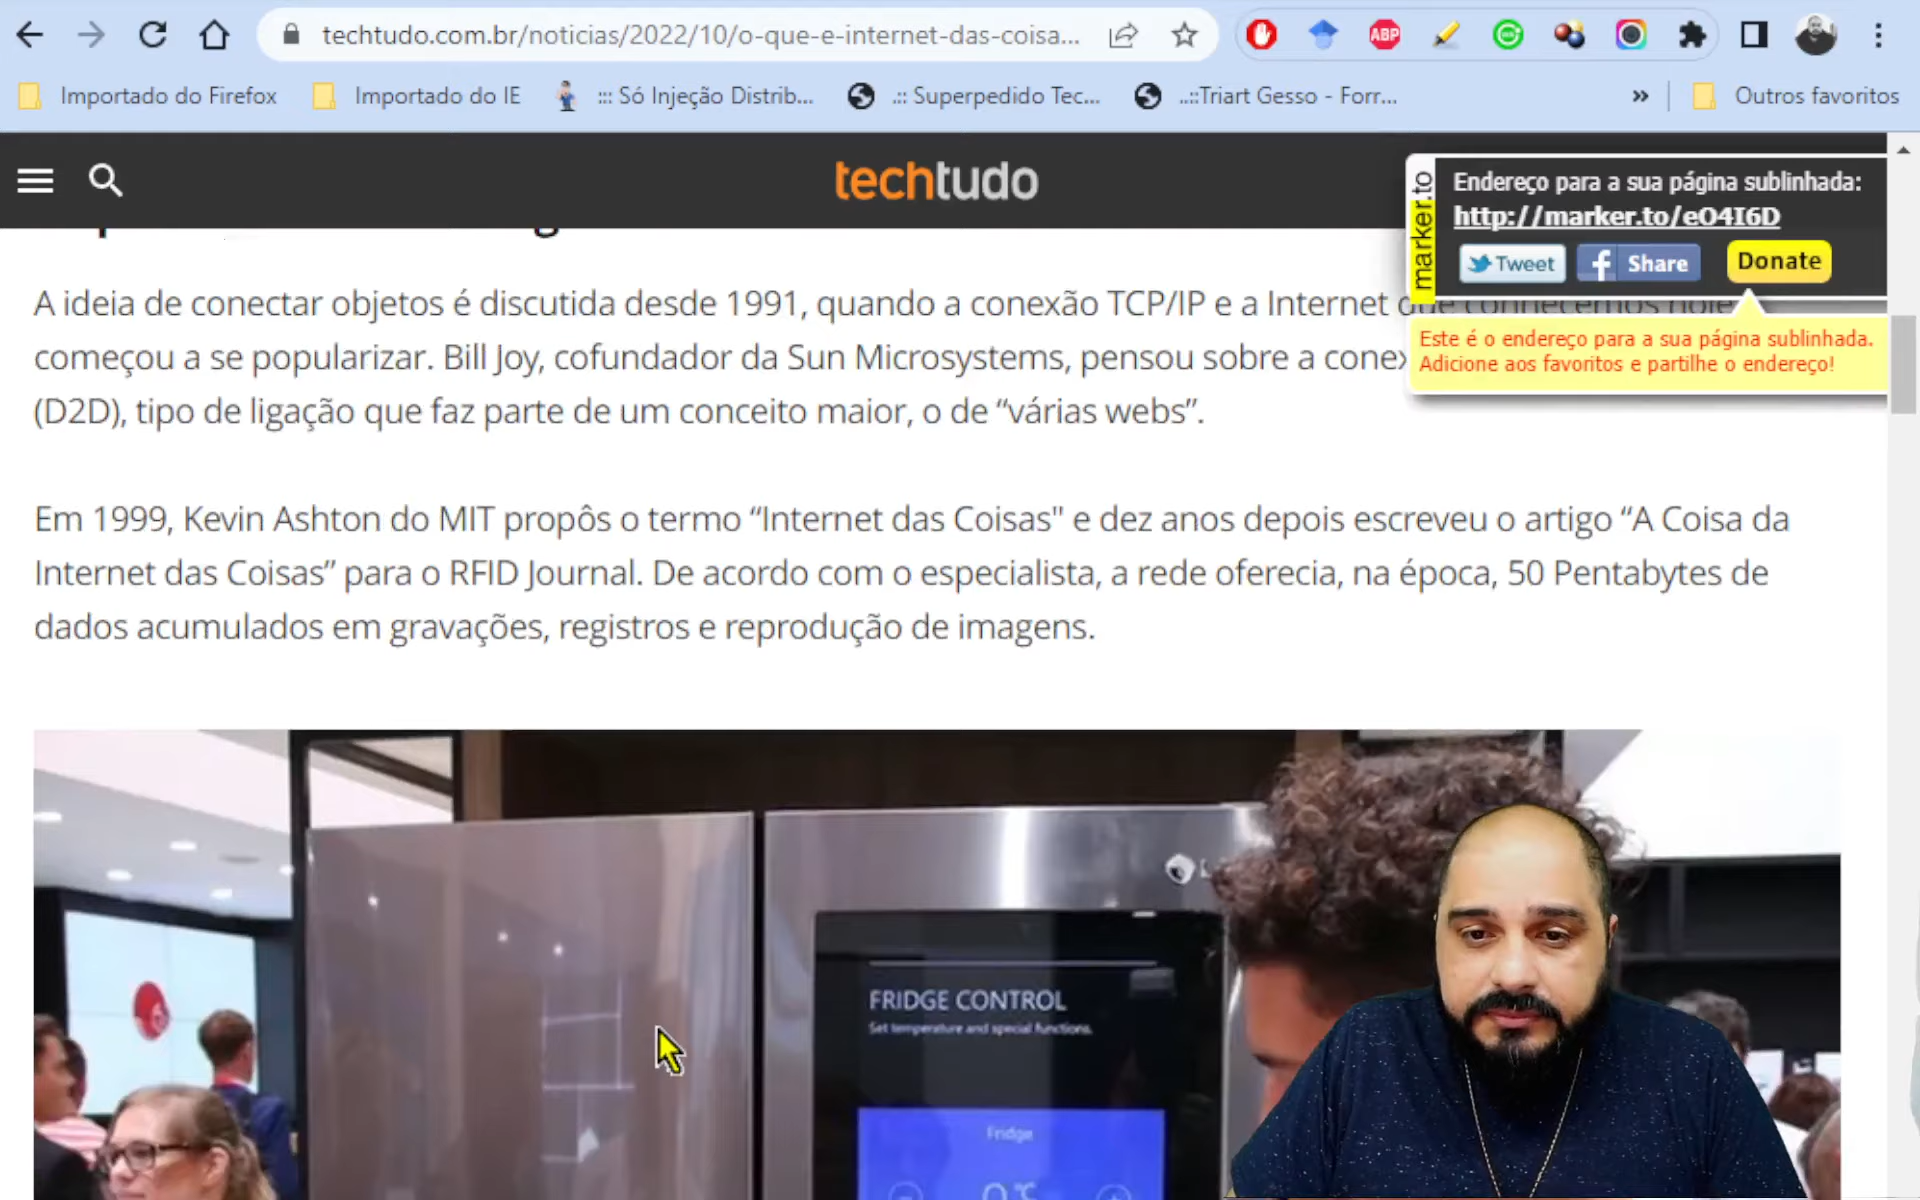 techtudo.com.br/noticias/2022/10/o-que-e-internet-das-coisa...
ABP
Importado do Firefox
Importado do IE
::: Só Injeção Distrib...
.:: Superpedido Tec...
..::Triart Gesso - Forr...
»
Outros favoritos
techtudo
marker.to
Endereço para a sua página sublinhada:
http://marker.to/eO4I6D
Tweet
f Share
Donate
Este é o endereço para a sua página sublinhada.
Adicione aos favoritos e partilhe o endereço!
A ideia de conectar objetos é discutida desde 1991, quando a conexão TCP/IP e a Internet que conhecemos hoje
começou a se popularizar. Bill Joy, cofundador da Sun Microsystems, pensou sobre a
(D2D), tipo de ligação que faz parte de um conceito maior, o de “várias webs”.
Em 1999, Kevin Ashton do MIT propôs o termo “Internet das Coisas" e dez anos depois escreveu o artigo “A Coisa da
Internet das Coisas” para o RFID Journal. De acordo com o especialista, a rede oferecia, na época, 50 Pentabytes de
dados acumulados em gravações, registros e reprodução de imagens.
FRIDGE CONTROL
Set temperature and special functions.
Fridge